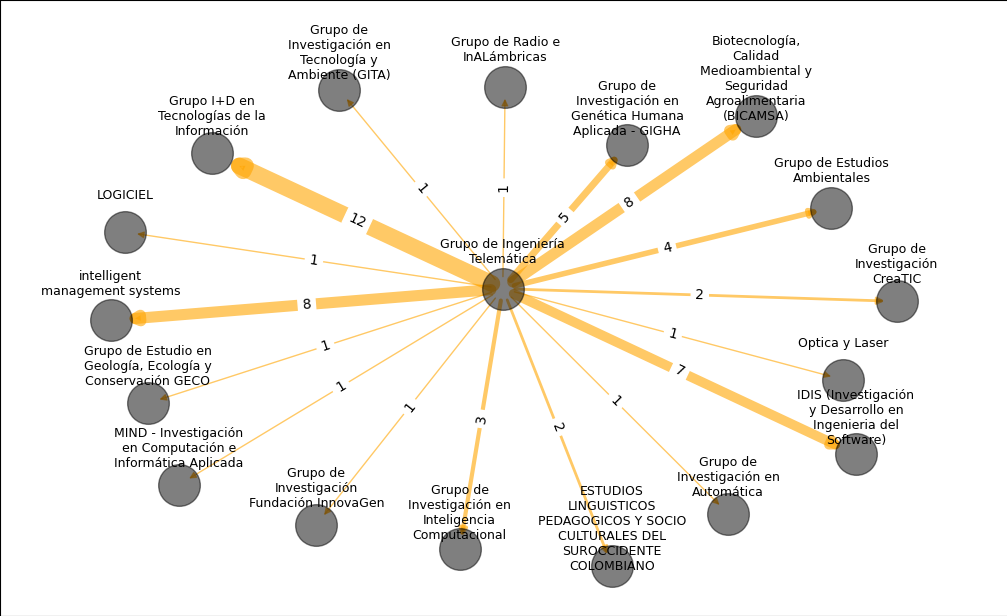 Grupo de
Investigación en
Tecnología y
Ambiente (GITA)
Grupo de Radio e
InALámbricas
Biotecnología,
Calidad
Medioambiental y
Seguridad
Agroalimentaria
(BICAMSA)
Grupo I+D en
Tecnologías de la
Información
Grupo de
Investigación en
Genética Humana
Aplicada - GIGHA
Grupo de Estudios
Ambientales
LOGICIEL
1
1
5
8
12
4
Grupo de Ingeniería
Telemática
Grupo de
Investigación
CreaTIC
1
intelligent
management systems
8
2
1
Optica y Laser
Grupo de Estudio en
Geología, Ecología y
Conservación GECO
1
1
7
IDIS (Investigación
y Desarrollo en
Ingenieria del
Software)
1
1
3
2
MIND - Investigación
en Computación e
Informática Aplicada
Grupo de
Investigación
Fundación InnovaGen
Grupo de
Investigación en
Inteligencia
Computacional
ESTUDIOS
LINGUISTICOS
PEDAGOGICOS Y SOCIO
CULTURALES DEL
SUROCCIDENTE
COLOMBIANO
Grupo de
Investigación en
Automática